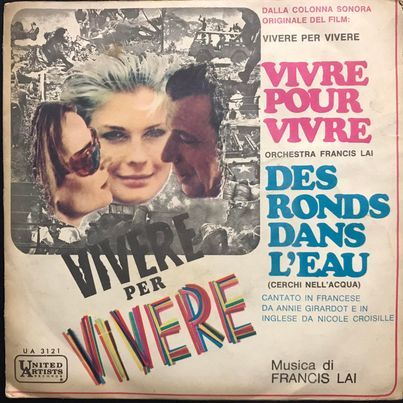 DALLA COLONNA SONORA
ORIGINALE DEL FILM:
VIVERE PER VIVERE
VIVRE
POUR
VIVRE
ORCHESTRA FRANCIS LAI
DES
RONDS
DANS
L'EAU
(CERCHI NELL'ACQUA)
CANTATO IN FRANCESE
DA ANNIE GIRARDOT E IN
INGLESE DA NICOLE CROISILLE
Musica di
FRANCIS LAI
VIVERE
PER
VIVERE
UA 3121
UNITED
ARTISTS
RECORDS